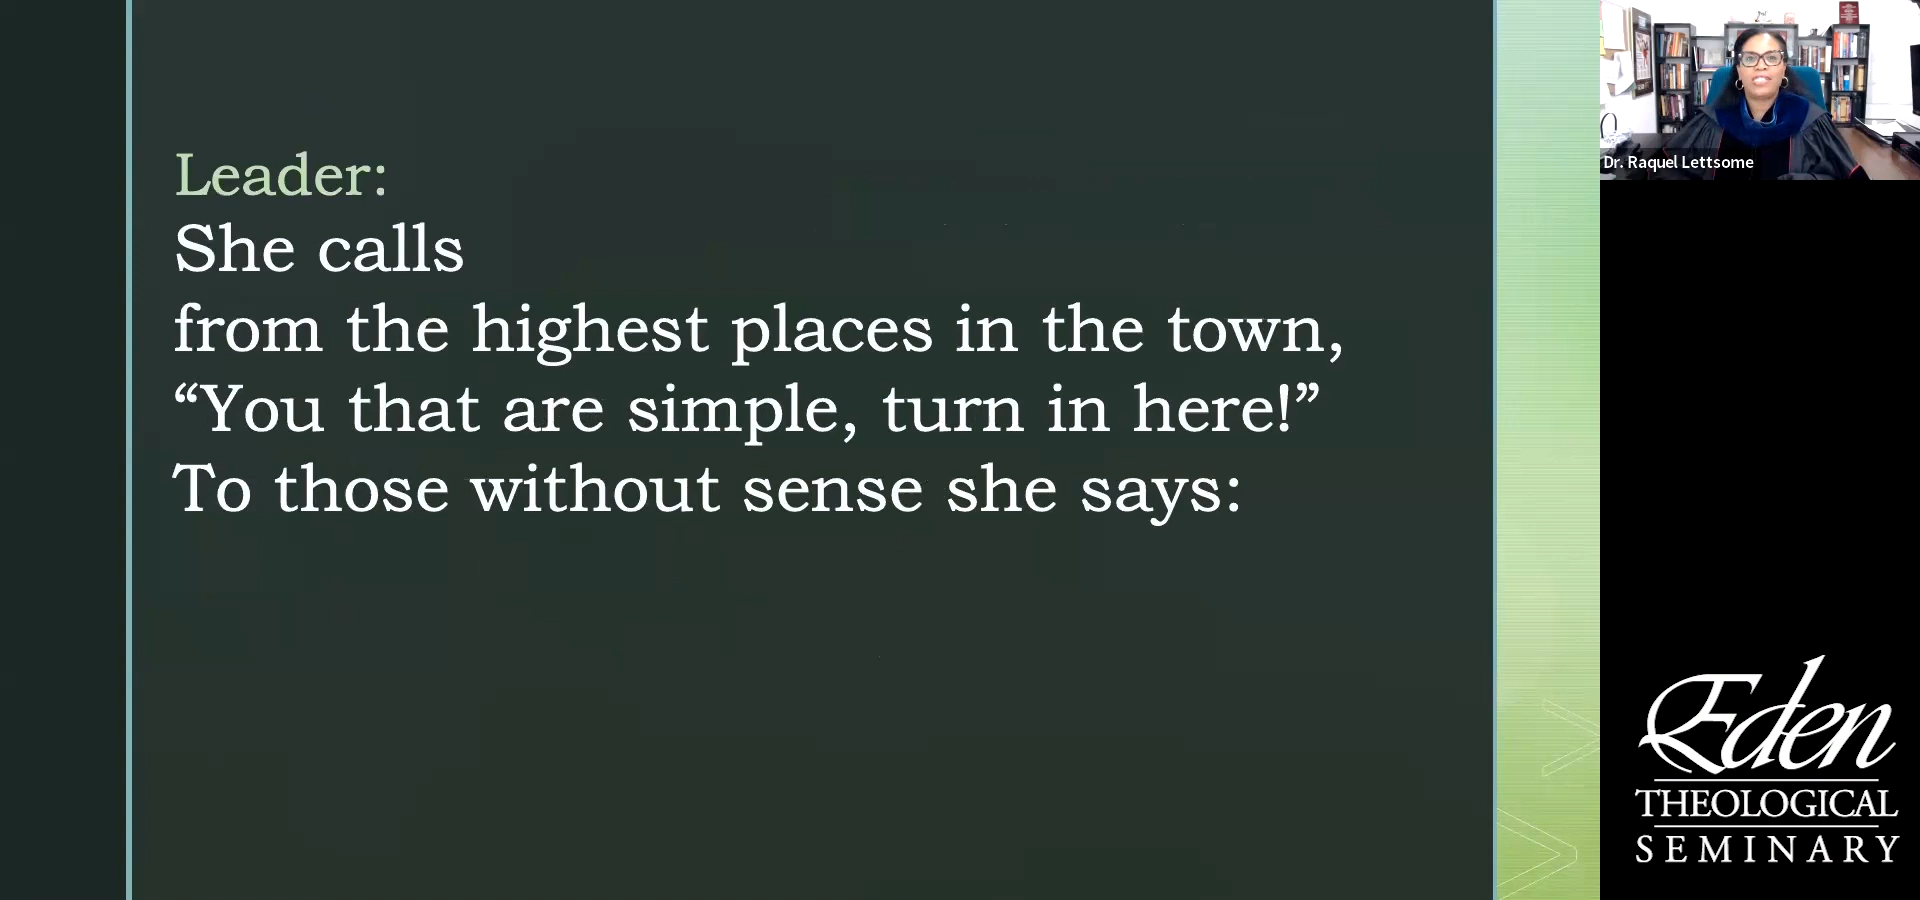 Leader:
She calls
from the highest places in the town,
“You that are simple, turn in here!”
To those without sense she says:
Dr. Raquel Lettsome
Eden
THEOLOGICAL
SEMINARY